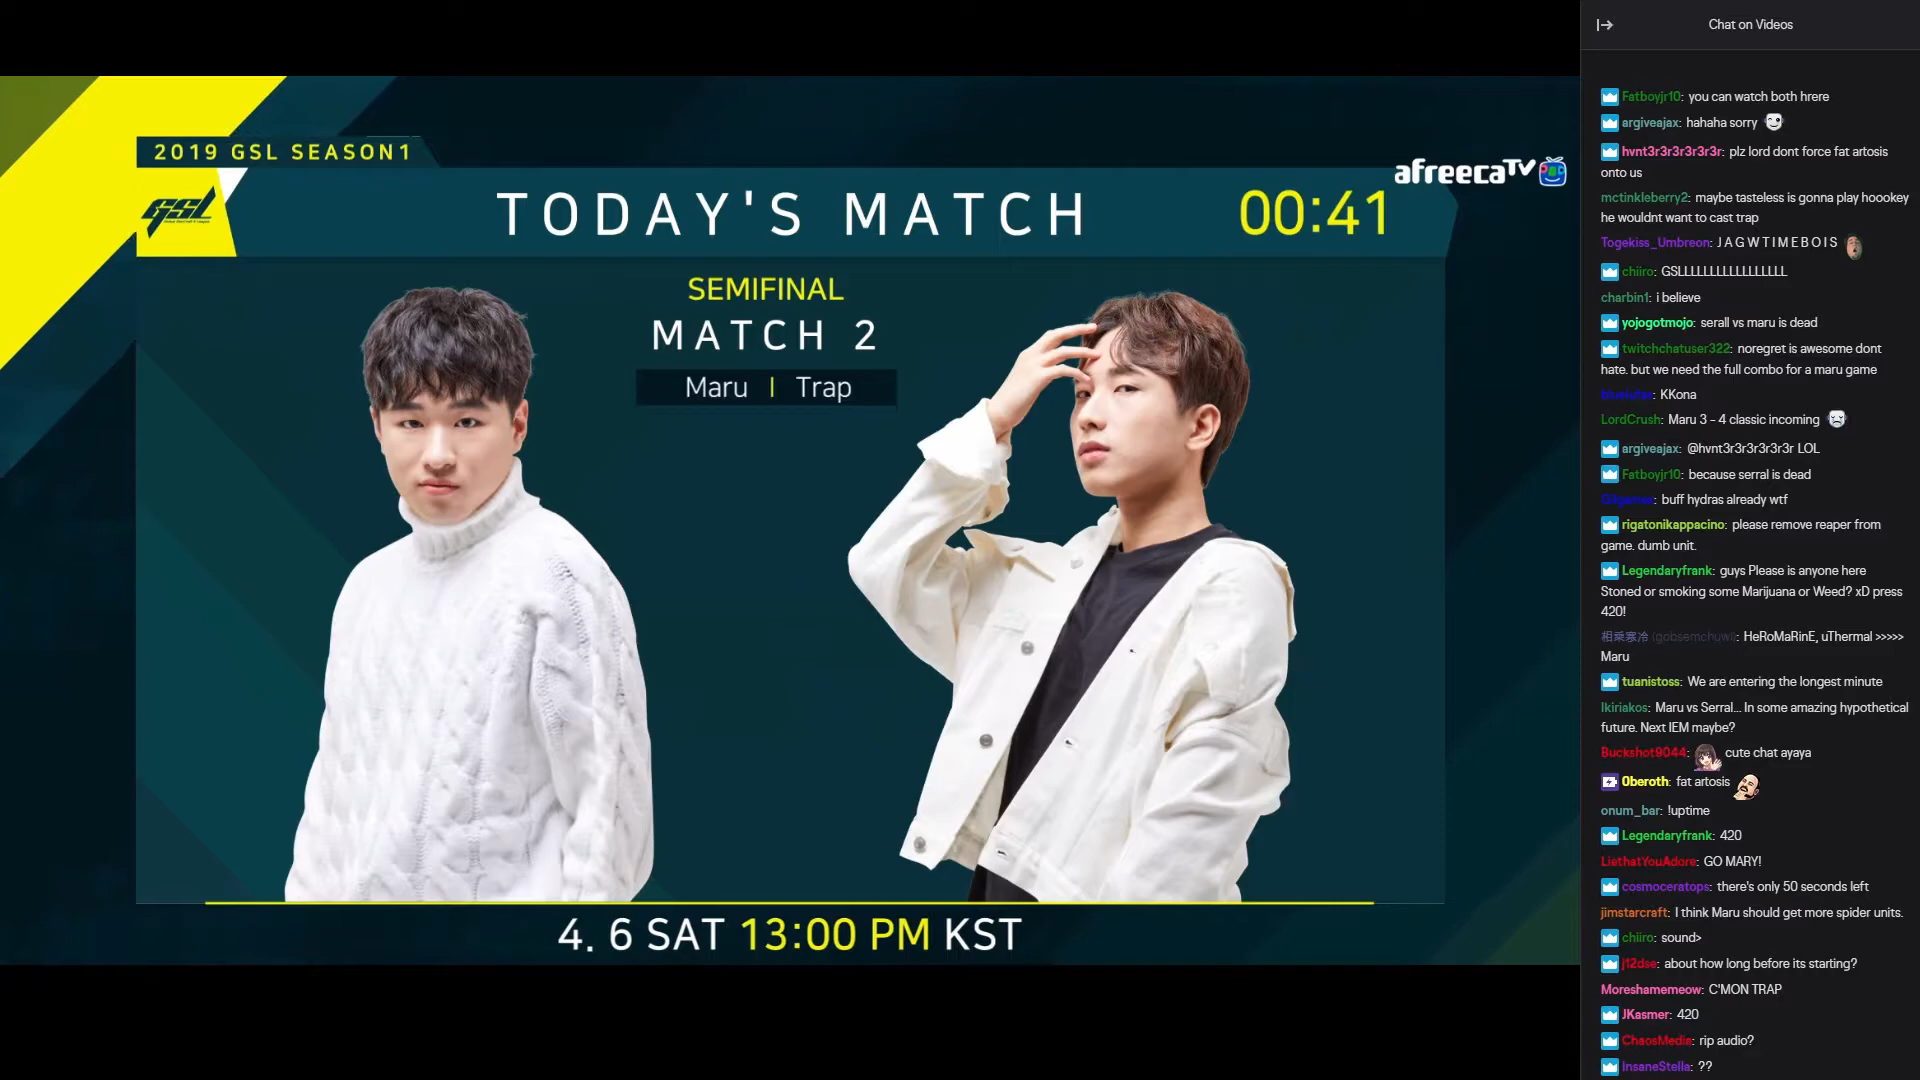 2019 GSL SEASON1
GSL
TODAY'S MATCH
00:41
afreecaTV
SEMIFINAL
MATCH 2
Maru | Trap
4. 6 SAT 13:00 PM KST
Chat on Videos
Fatboyjr10: you can watch both hrere
argiveajax: hahaha sorry
hvnt3r3r3r3r3r3r: plz lord dont force fat artosis
onto us
mctinkleberry2: maybe tasteless is gonna play hoookey
he wouldnt want to cast trap
Togekiss_Umbreon: J A G W T I M E B O I S
chiiro: GSLLLLLLLLLLLLLLLLL
charbin1: i believe
yojogotmojo: serall vs maru is dead
twitchchatuser322: noregret is awesome dont
hate. but we need the full combo for a maru game
KKona
LordCrush: Maru 3 - 4 classic incoming
argiveajax: @hvnt3r3r3r3r3r3r LOL
Fatboyjr10: because serral is dead
buff hydras already wtf
rigatonikappacino: please remove reaper from
game. dumb unit.
Legendaryfrank: guys Please is anyone here
Stoned or smoking some Marijuana or Weed? xD press
420!
(gobsemchuwi): HeRoMaRinE, uThermal >>>>>
Maru
tuanistoss: We are entering the longest minute
Ikiriakos: Maru vs Serral... In some amazing hypothetical
future. Next IEM maybe?
Buckshot9044: cute chat ayaya
0beroth: fat artosis
onum_bar: !uptime
Legendaryfrank: 420
LiethatYouAdore: GO MARY!
cosmoceratops: there's only 50 seconds left
jimstarcraft: I think Maru should get more spider units.
chiiro: sound>
j12dse: about how long before its starting?
Moreshamemeow: C'MON TRAP
JKasmer: 420
ChaosMedia: rip audio?
InsaneStella: ??